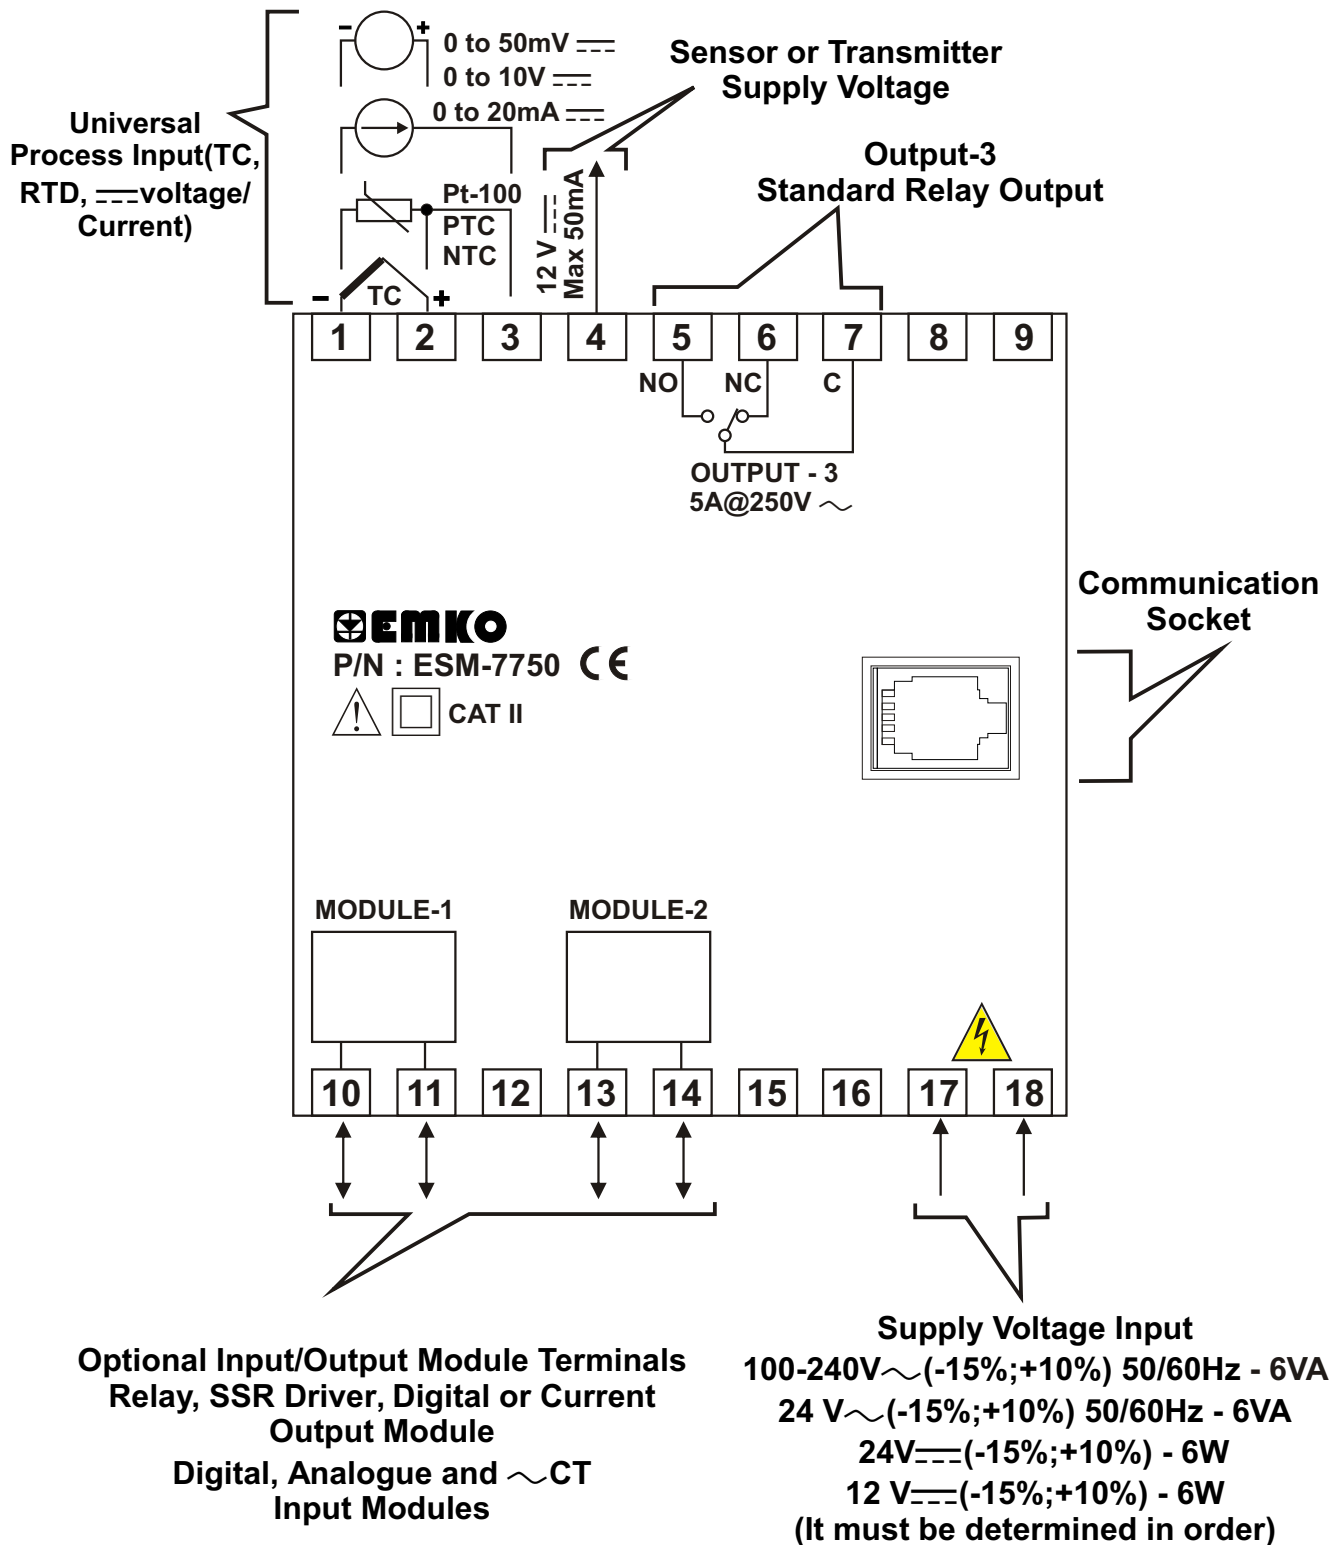 - +
0 to 50mV
0 to 10V
0 to 20mA
Sensor or Transmitter
Supply Voltage
Universal
Process Input(TC,
RTD, voltage/
Current)
Output-3
Standard Relay Output
Pt-100
PTC
NTC
12 V
Max 50mA
- TC +
1 2 3 4 5 6 7 8 9
NO NC C
OUTPUT - 3
5A@250V ~
Communication
Socket
EMKO
P/N : ESM-7750 CE
! CAT II
MODULE-1 MODULE-2
10 11 12 13 14 15 16 17 18
Optional Input/Output Module Terminals
Relay, SSR Driver, Digital or Current
Output Module
Digital, Analogue and ~CT
Input Modules
Supply Voltage Input
100-240V~(-15%;+10%) 50/60Hz - 6VA
24 V~(-15%;+10%) 50/60Hz - 6VA
24V(-15%;+10%) - 6W
12 V(-15%;+10%) - 6W
(It must be determined in order)